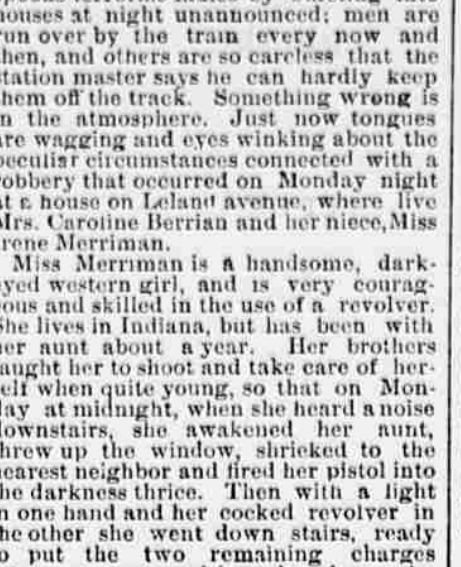 houses at night unannounced; men are
run over by the train every now and
then, and others are so careless that the
station master says he can hardly keep
them off the track. Something wrong is
in the atmosphere. Just now tongues
are wagging and eyes winking about the
peculiar circumstances connected with a
robbery that occurred on Monday night
at a house on Leland avenue, where live
Mrs. Caroline Berrian and her niece, Miss
Irene Merriman.
Miss Merriman is a handsome, dark-
eyed western girl, and is very courag-
eous and skilled in the use of a revolver.
She lives in Indiana, but has been with
her aunt about a year. Her brothers
taught her to shoot and take care of her-
self when quite young, so that on Mon-
day at midnight, when she heard a noise
downstairs, she awakened her aunt,
threw up the window, shrieked to the
nearest neighbor and fired her pistol into
the darkness thrice. Then with a light
in one hand and her cocked revolver in
the other she went down stairs, ready
to put the two remaining charges